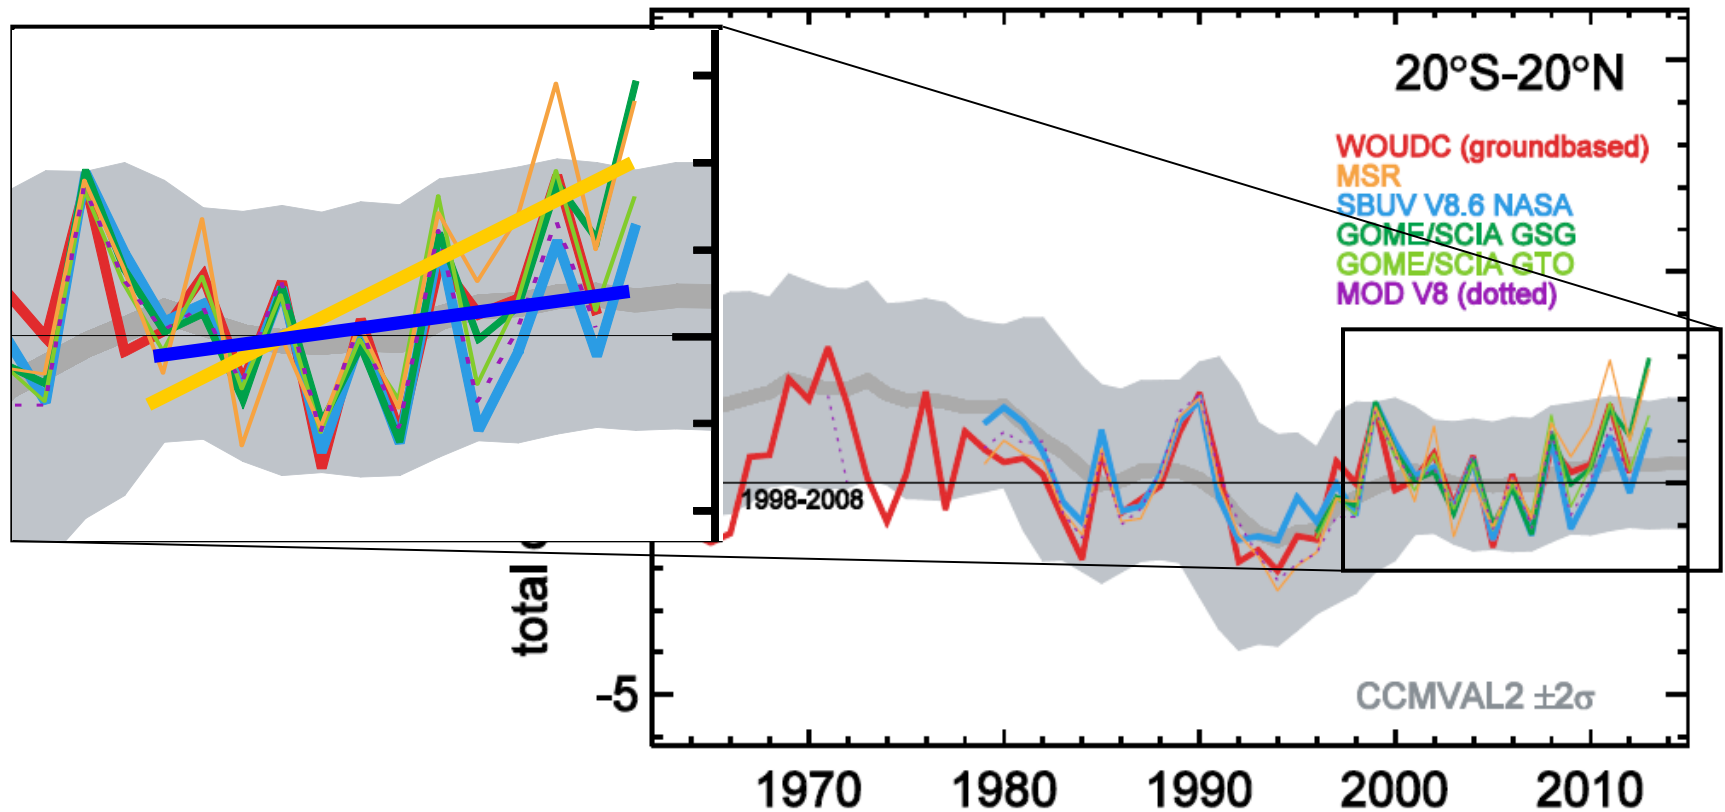 20°S-20°N
WOUDC (groundbased)
MSR
SBUV V8.6 NASA
GOME/SCIA GSG
GOME/SCIA GTO
MOD V8 (dotted)
1998-2008
total
-5
CCMVAL2 ±2σ
1970 1980 1990 2000 2010